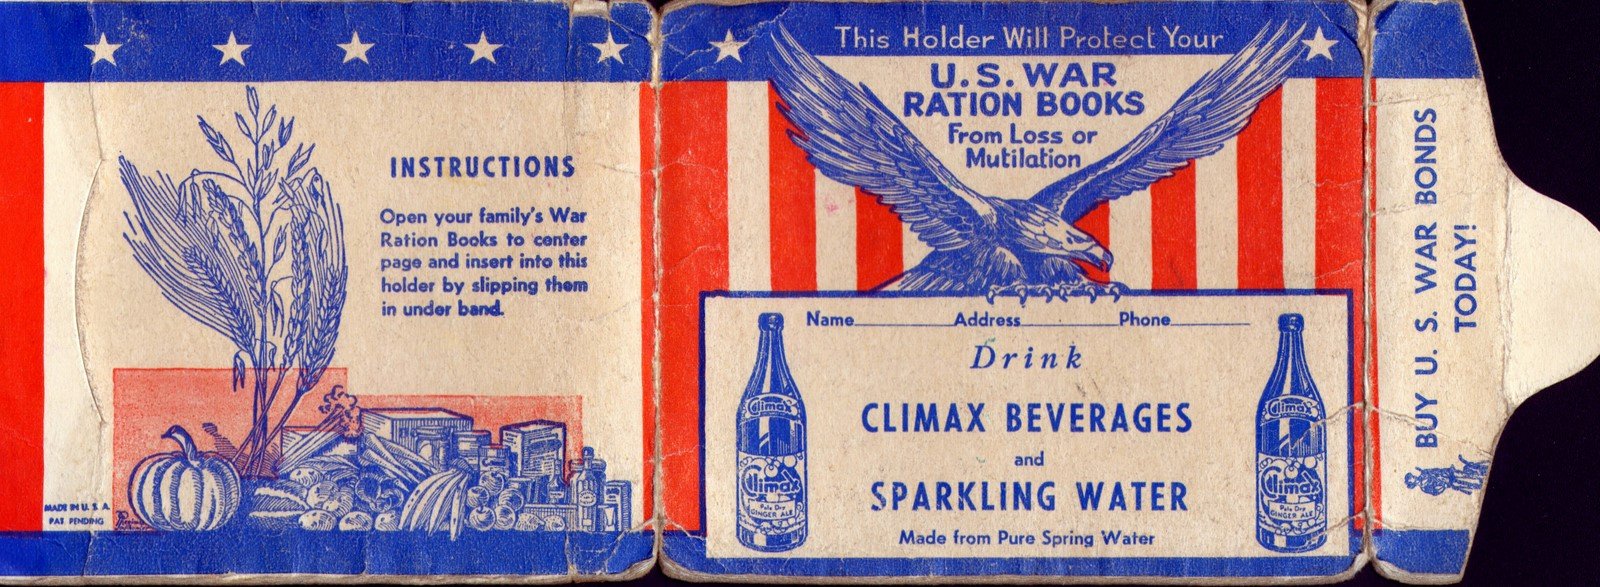 INSTRUCTIONS
Open your family's War
Ration Books to center
page and insert into this
holder by slipping them
in under band.
MADE IN U. S. A.
PAT. PENDING
This Holder Will Protect Your
U.S. WAR
RATION BOOKS
From Loss or
Mutilation
Name Address Phone
Drink
CLIMAX BEVERAGES
and
SPARKLING WATER
Made from Pure Spring Water
Climax
Climax
Pale Dry
GINGER ALE
Climax
Climax
Pale Dry
GINGER ALE
BUY U. S. WAR BONDS
TODAY!